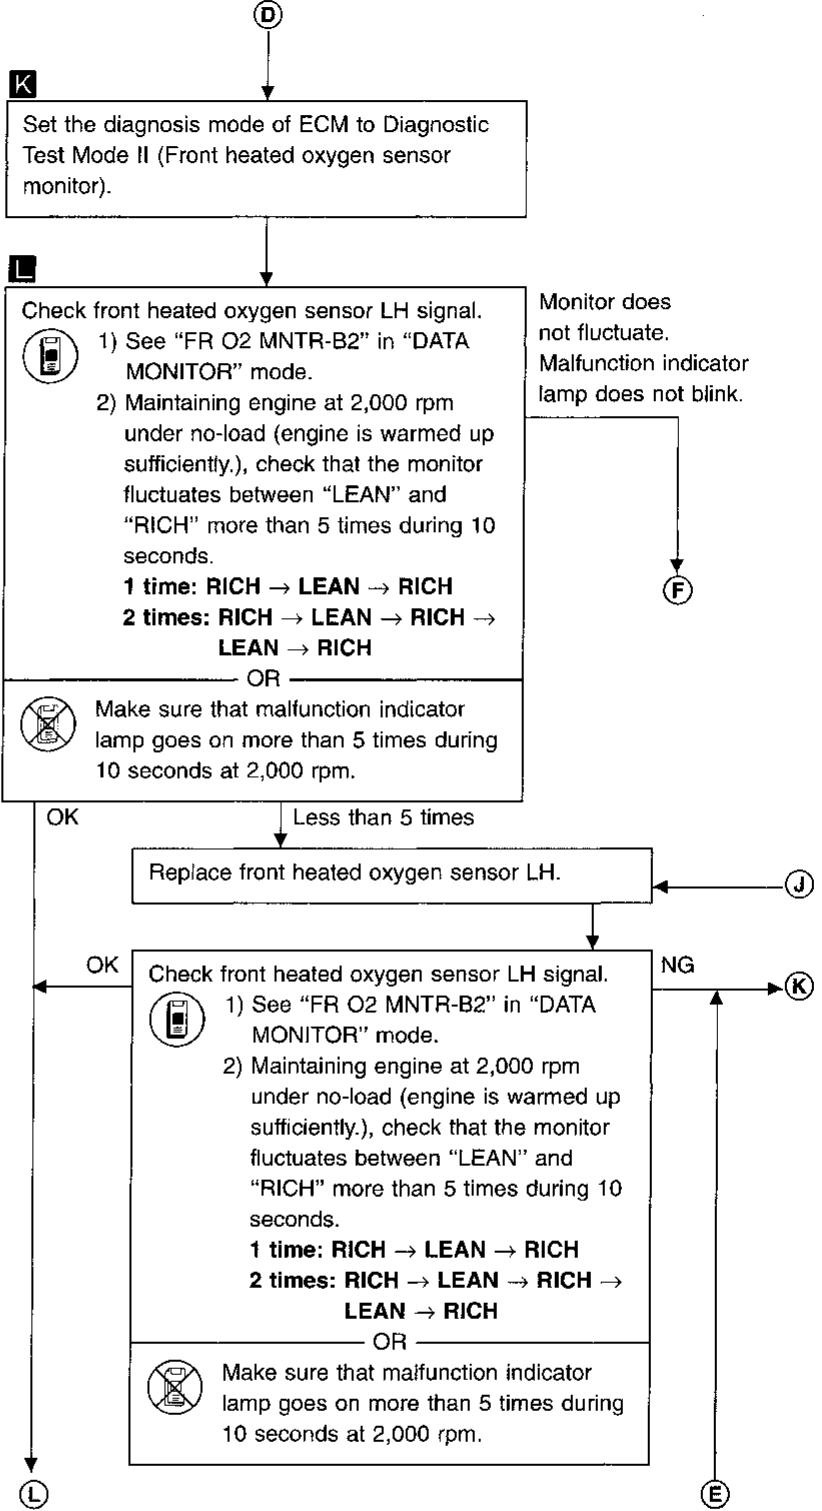 D
K
Set the diagnosis mode of ECM to Diagnostic
Test Mode II (Front heated oxygen sensor
monitor).
L
Check front heated oxygen sensor LH signal.
1) See “FR O2 MNTR-B2” in “DATA
MONITOR” mode.
2) Maintaining engine at 2,000 rpm
under no-load (engine is warmed up
sufficiently.), check that the monitor
fluctuates between “LEAN” and
“RICH” more than 5 times during 10
seconds.
1 time: RICH → LEAN → RICH
2 times: RICH → LEAN → RICH →
LEAN → RICH
OR
Make sure that malfunction indicator
lamp goes on more than 5 times during
10 seconds at 2,000 rpm.
Monitor does
not fluctuate.
Malfunction indicator
lamp does not blink.
F
OK
Less than 5 times
Replace front heated oxygen sensor LH.
J
OK
Check front heated oxygen sensor LH signal.
1) See “FR O2 MNTR-B2” in “DATA
MONITOR” mode.
2) Maintaining engine at 2,000 rpm
under no-load (engine is warmed up
sufficiently.), check that the monitor
fluctuates between “LEAN” and
“RICH” more than 5 times during 10
seconds.
1 time: RICH → LEAN → RICH
2 times: RICH → LEAN → RICH →
LEAN → RICH
OR
Make sure that malfunction indicator
lamp goes on more than 5 times during
10 seconds at 2,000 rpm.
NG
K
L
E